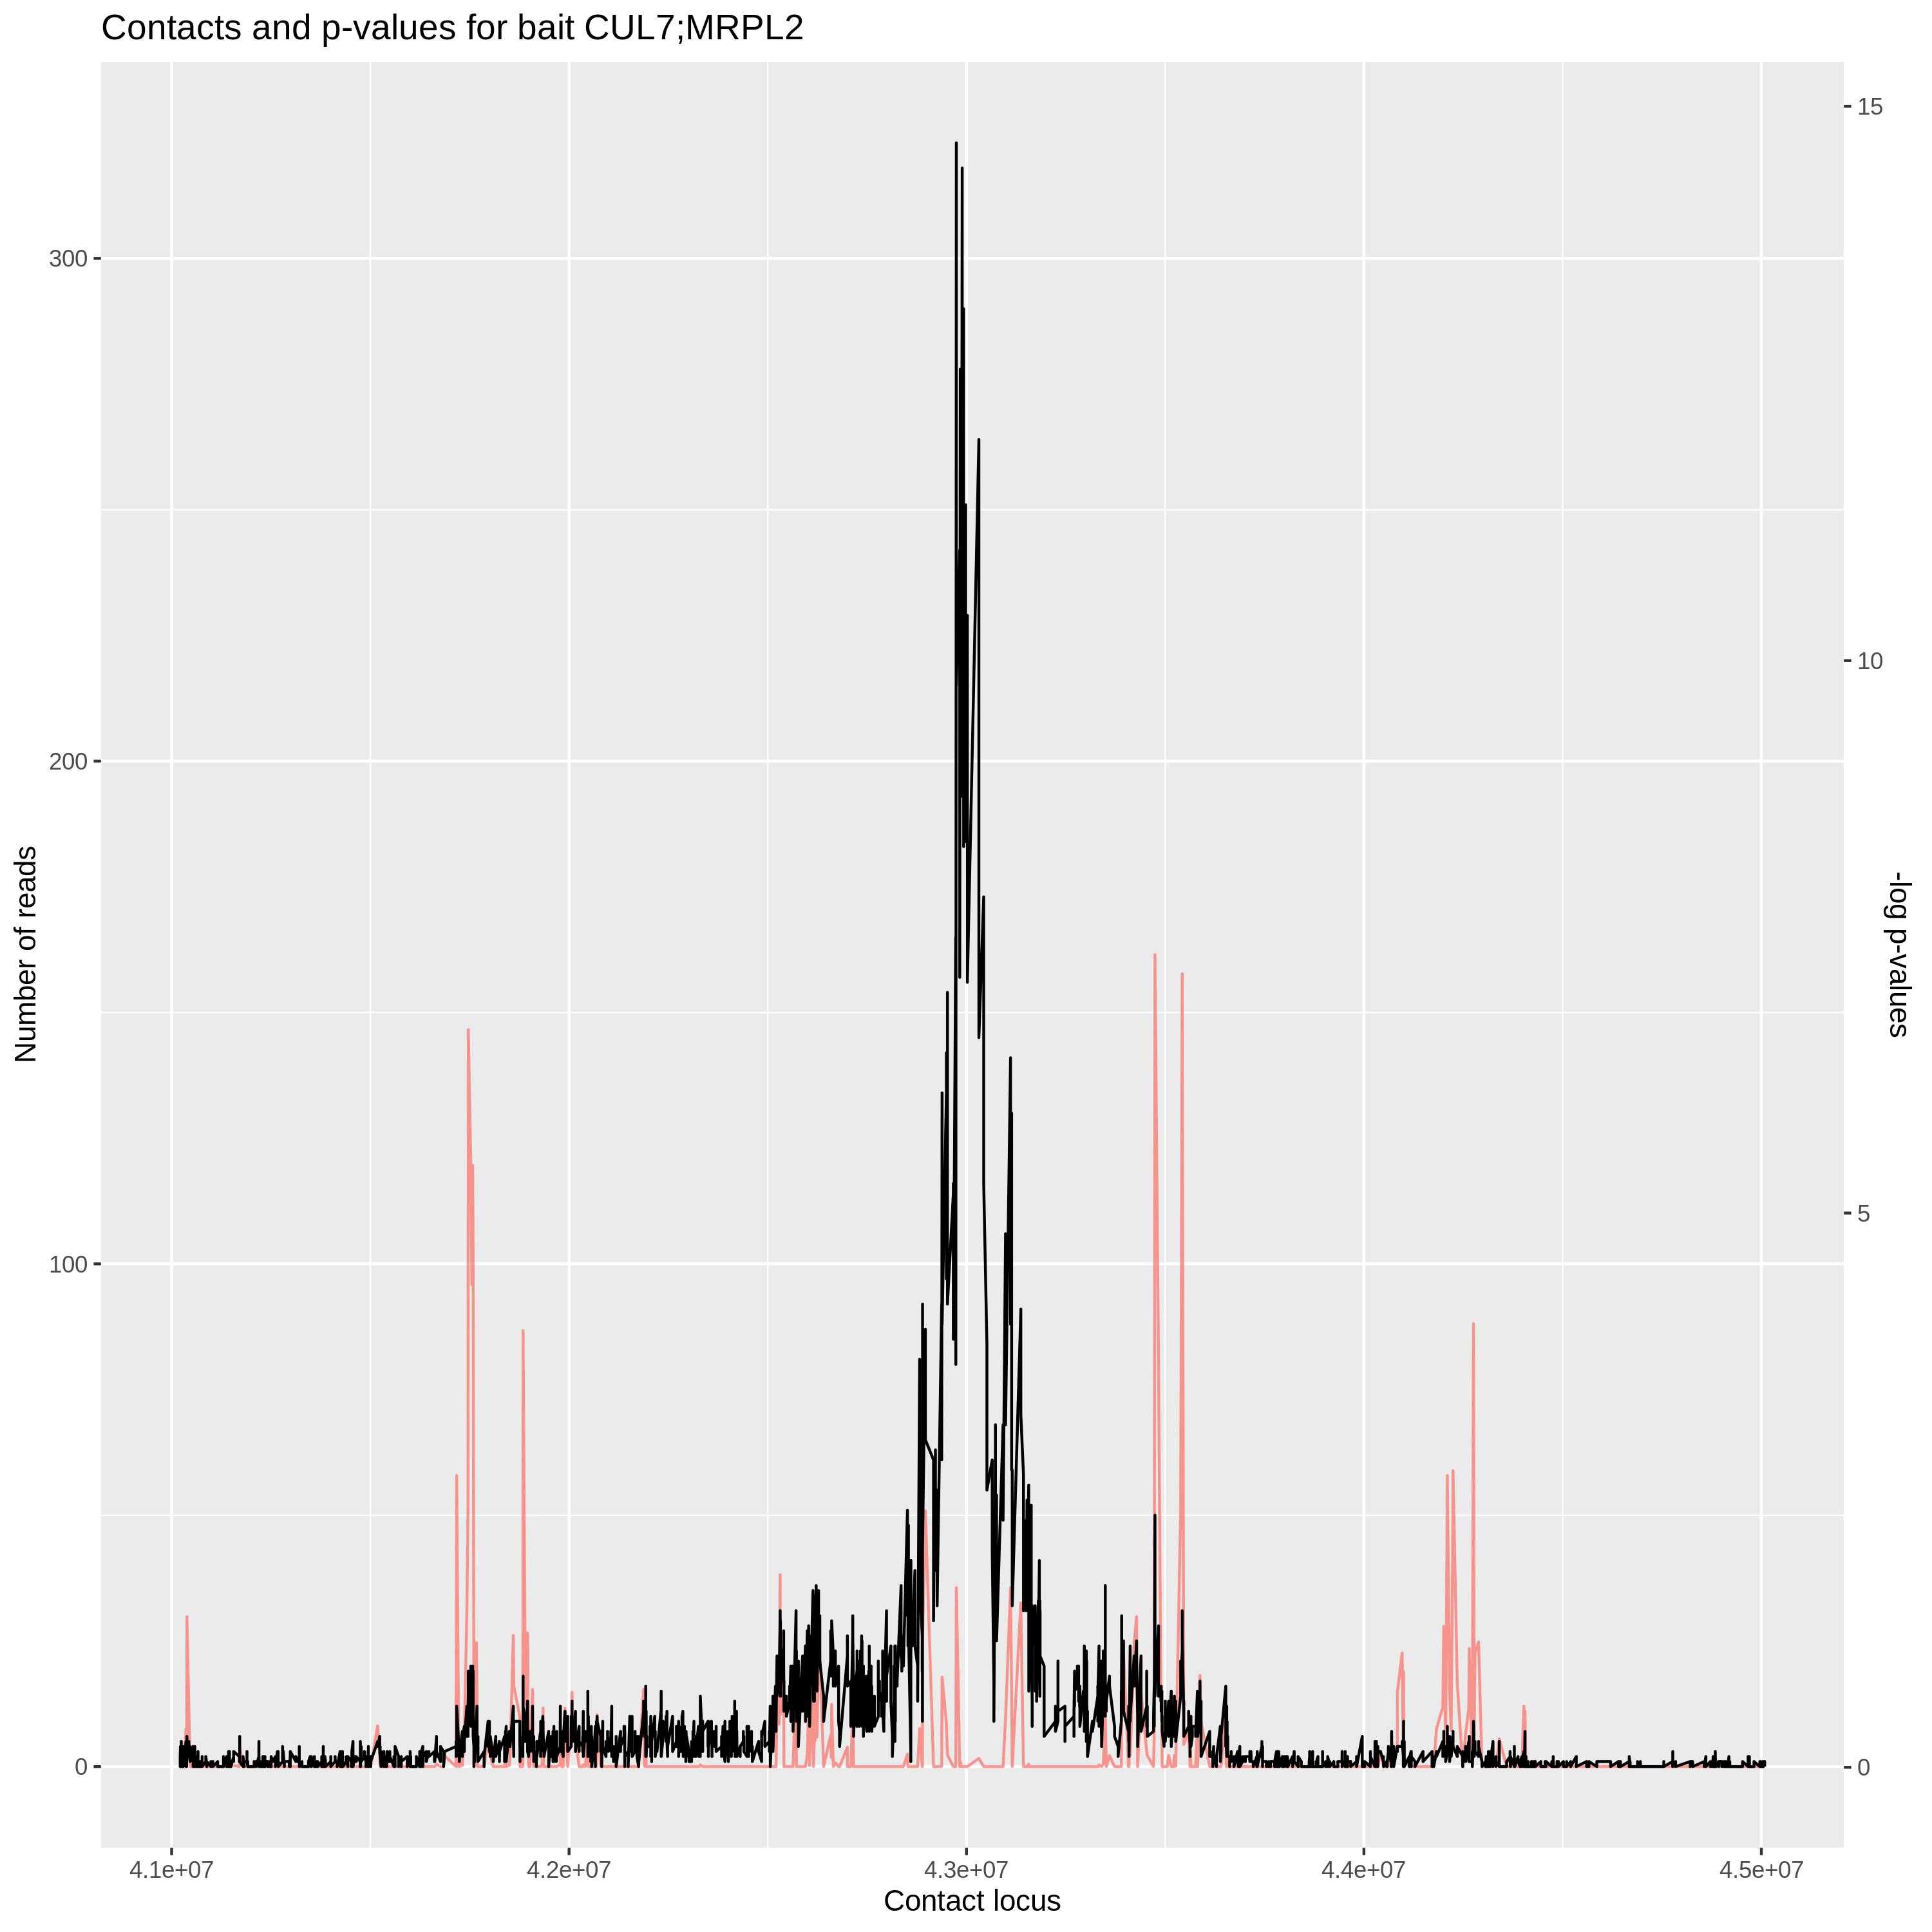 Contacts and p-values for bait CUL7;MRPL2
Number of reads
300
200
100
0
15
10
5
0
-log p-values
4.1e+07
4.2e+07
4.3e+07
4.4e+07
4.5e+07
Contact locus